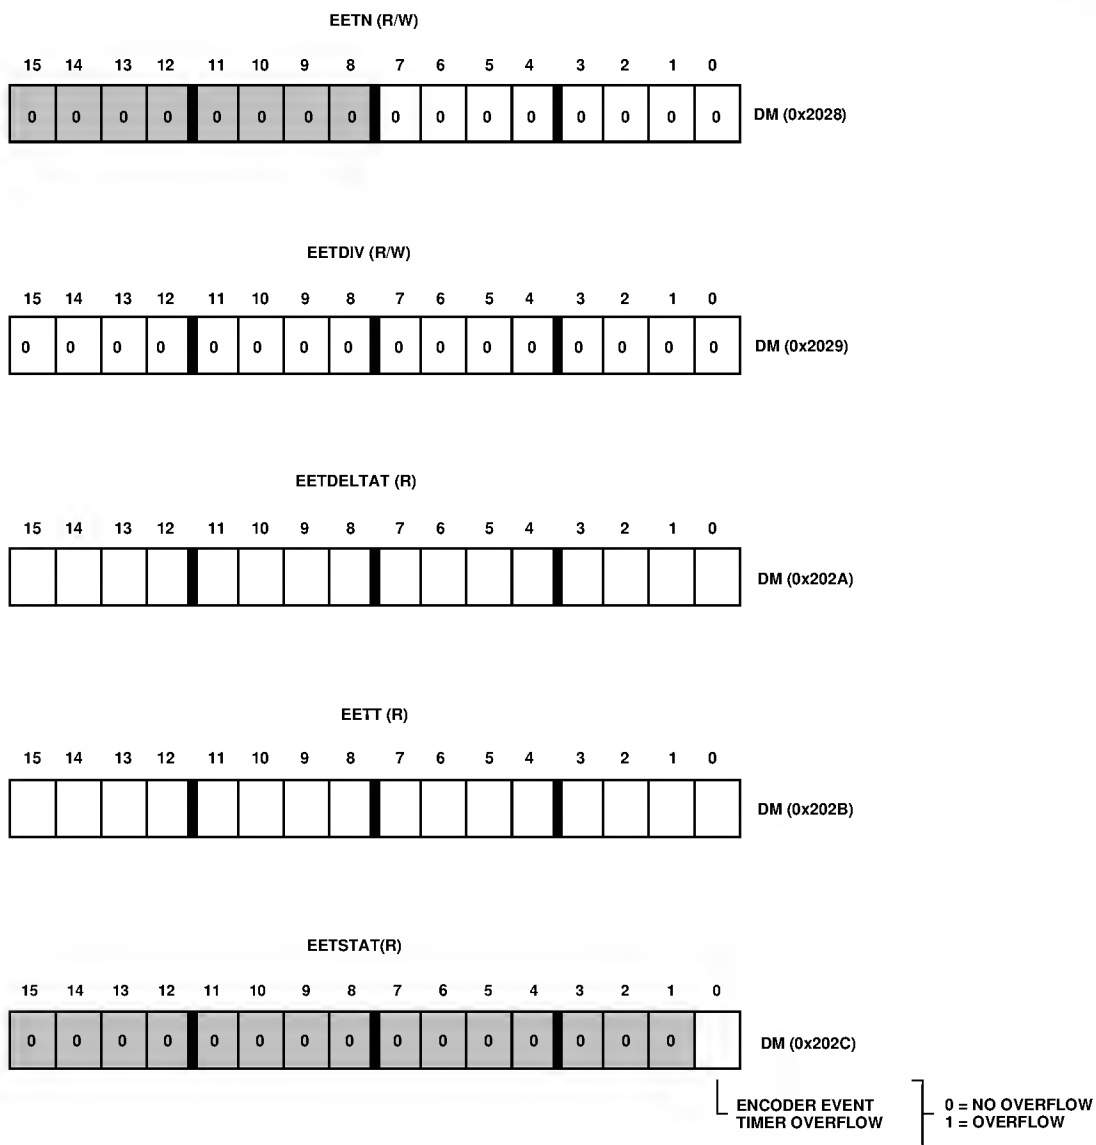 EETN (R/W)
15 14 13 12 11 10 9 8 7 6 5 4 3 2 1 0
0 0 0 0 0 0 0 0 0 0 0 0 0 0 0 0 DM (0x2028)
EETDIV (R/W)
15 14 13 12 11 10 9 8 7 6 5 4 3 2 1 0
0 0 0 0 0 0 0 0 0 0 0 0 0 0 0 0 DM (0x2029)
EETDELTAT (R)
15 14 13 12 11 10 9 8 7 6 5 4 3 2 1 0
DM (0x202A)
EETT (R)
15 14 13 12 11 10 9 8 7 6 5 4 3 2 1 0
DM (0x202B)
EETSTAT(R)
15 14 13 12 11 10 9 8 7 6 5 4 3 2 1 0
0 0 0 0 0 0 0 0 0 0 0 0 0 0 0 DM (0x202C)
ENCODER EVENT 0 = NO OVERFLOW
TIMER OVERFLOW 1 = OVERFLOW